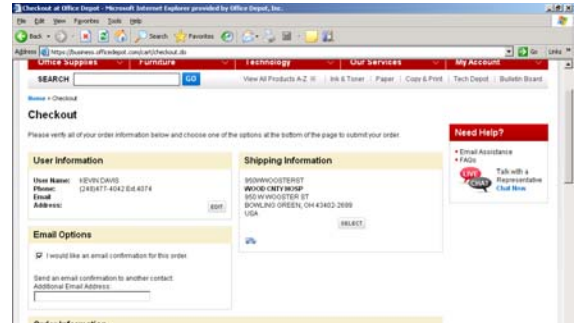 Checkout at Office Depot - Microsoft Internet Explorer provided by Office Depot, Inc.
File Edit View Favorites Tools Help
Back Search Favorites
Address https://business.officedepot.com/cart/checkout.do Go Links
Office Supplies Furniture Technology Our Services My Account
SEARCH GO View All Products A-Z Ink & Toner Paper Copy & Print Tech Depot Bulletin Board
Home > Checkout
Checkout
Please verify all of your order information below and choose one of the options at the bottom of the page to submit your order.
Need Help?
Email Assistance
FAQs
LIVE CHAT
Talk with a
Representative
Chat Now
User Information
User Name: KEVIN DAVIS
Phone: (248)477-4042 Ext.4074
Email
Address:
EDIT
Shipping Information
950WWOOSTERST
WOOD CNTY HOSP
950 W WOOSTER ST
BOWLING GREEN, OH 43402-2699
USA
SELECT
Email Options
I would like an email confirmation for this order.
Send an email confirmation to another contact:
Additional Email Address:
Order Information